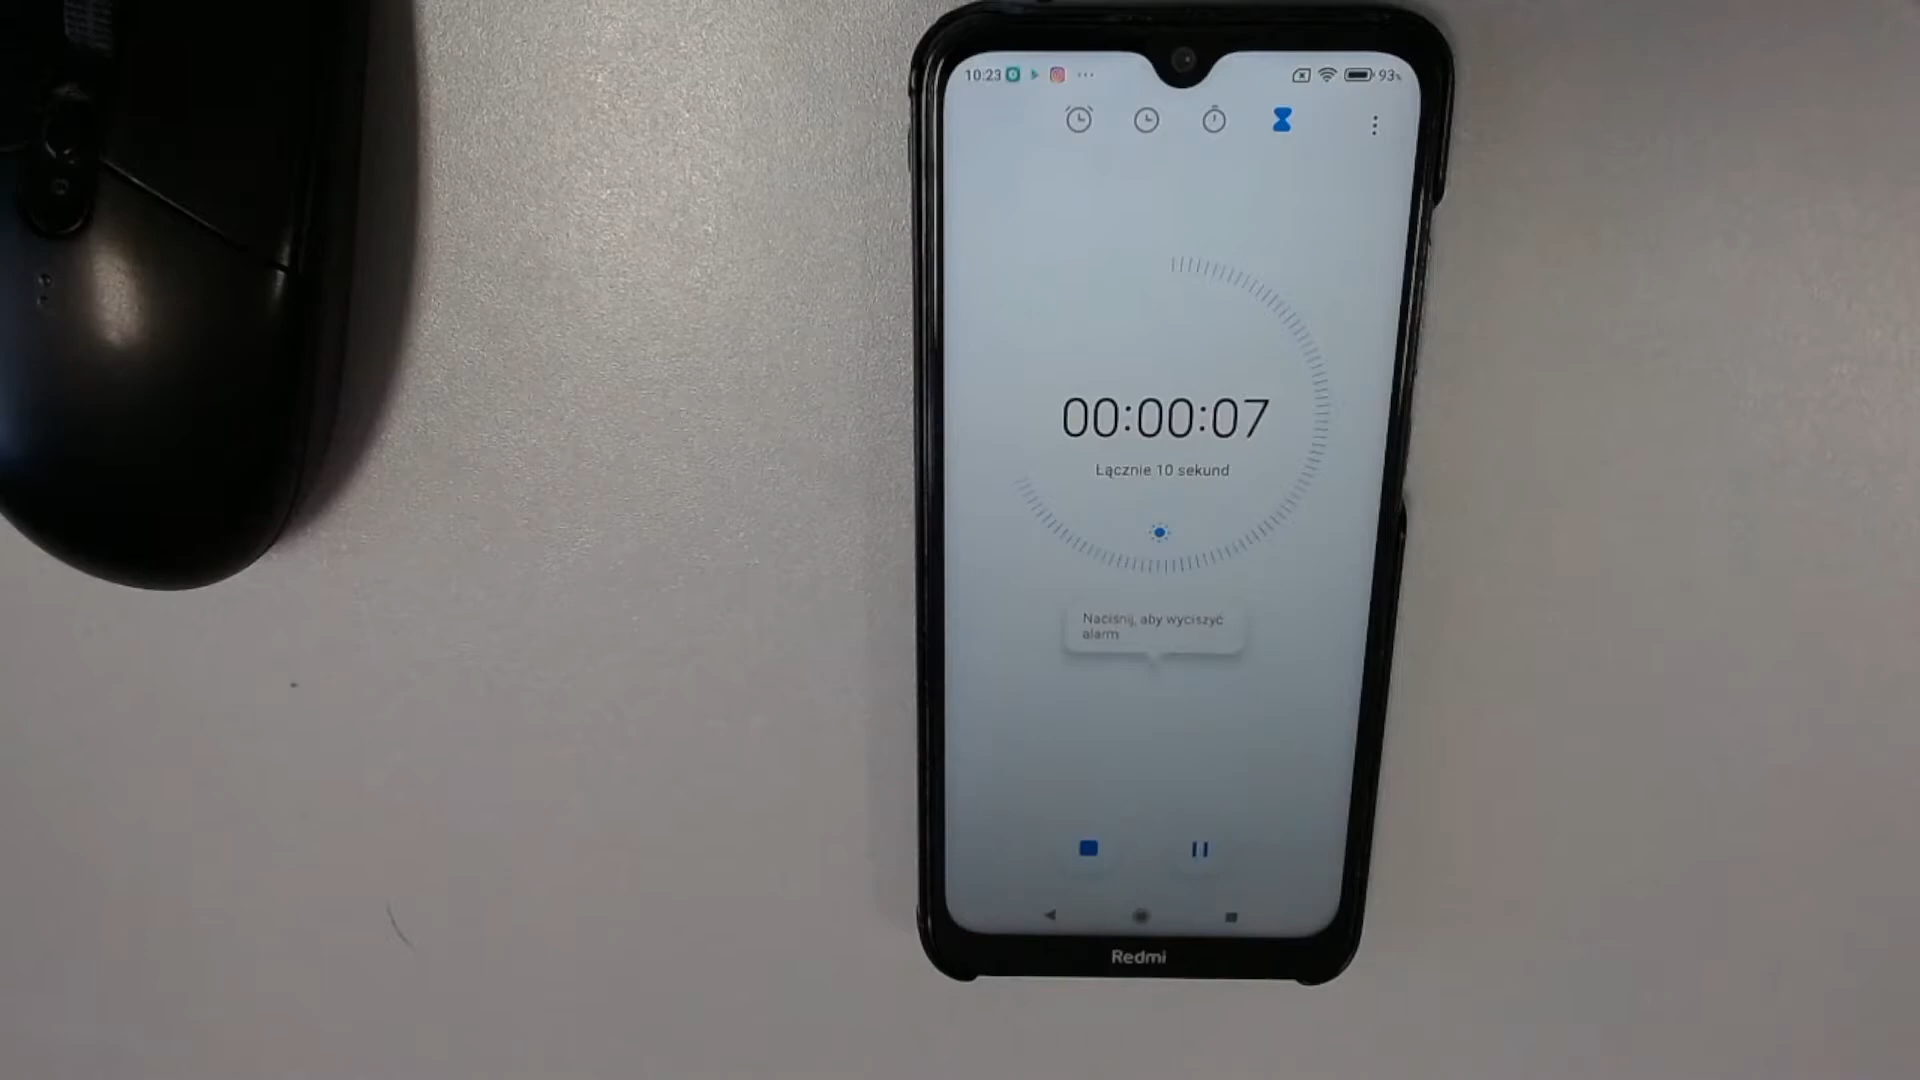 10:23 93%
00:00:07
Łącznie 10 sekund
Naciśnij, aby wyciszyć
alarm
Redmi